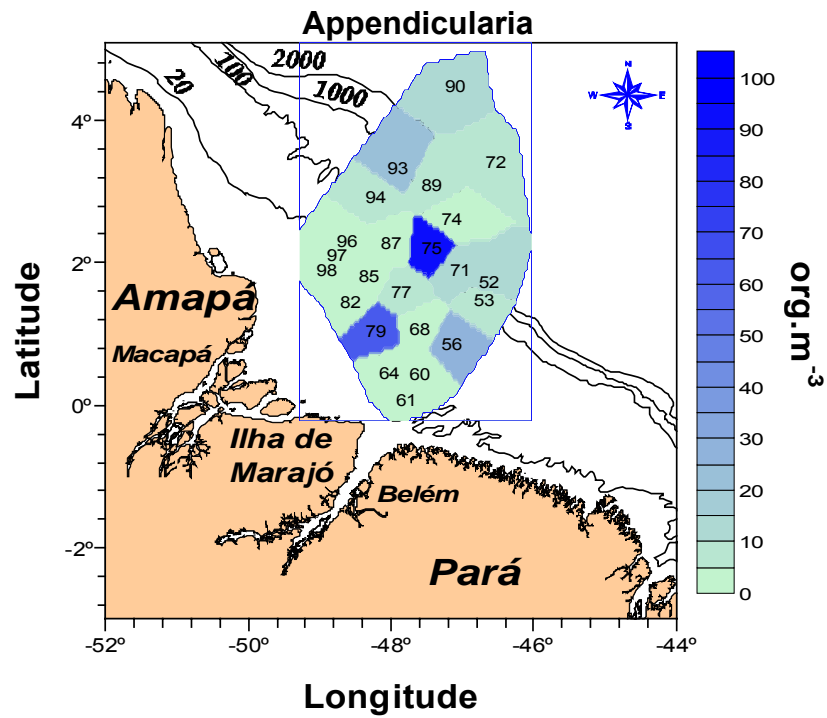 Appendicularia
2000
1000
100
20
N
W E
S
90
93
72
89
94
74
96
87
75
97
98
85
71
52
77
53
82
79
68
56
64
60
61
Amapá
Macapá
Ilha de
Marajó
Belém
Pará
4º
2º
0º
-2º
-52º -50º -48º -46º -44º
Latitude
Longitude
100
90
80
70
60
50
40
30
20
10
0
org.m-3